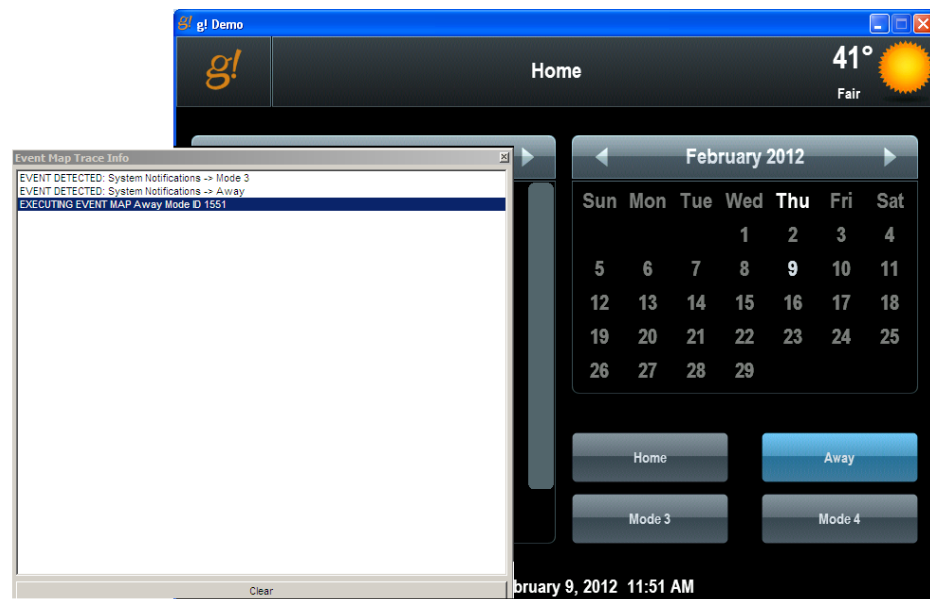 g! g! Demo
g!
Home
41°
Fair
Event Map Trace Info
EVENT DETECTED: System Notifications -> Mode 3
EVENT DETECTED: System Notifications -> Away
EXECUTING EVENT MAP Away Mode ID 1551
Clear
February 2012
Sun Mon Tue Wed Thu Fri Sat
1 2 3 4
5 6 7 8 9 10 11
12 13 14 15 16 17 18
19 20 21 22 23 24 25
26 27 28 29
Home Away
Mode 3 Mode 4
bruary 9, 2012 11:51 AM